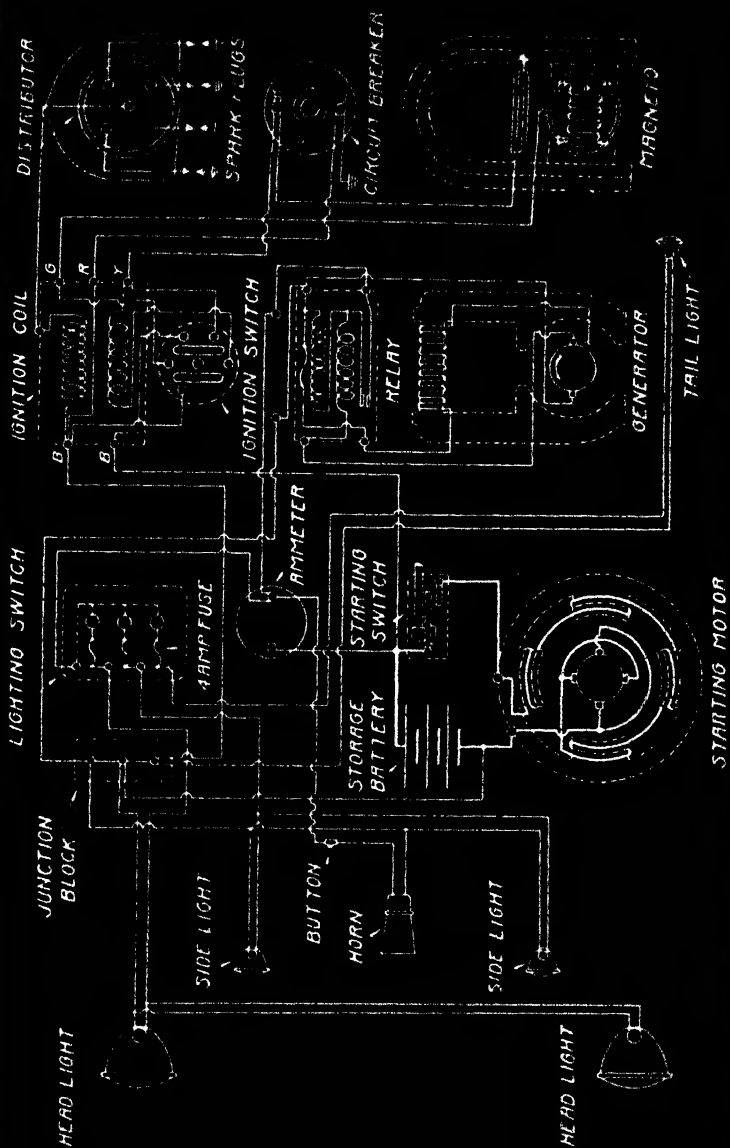 DISTRIBUTOR
SPARK PLUGS
CIRCUIT BREAKER
MAGNETO
IGNITION COIL
G
R
Y
B
B
IGNITION SWITCH
RELAY
GENERATOR
TAIL LIGHT
LIGHTING SWITCH
4 AMP FUSE
AMMETER
STARTING
SWITCH
STORAGE
BATTERY
STARTING MOTOR
JUNCTION
BLOCK
SIDE LIGHT
BUTTON
HORN
SIDE LIGHT
HEAD LIGHT
HEAD LIGHT